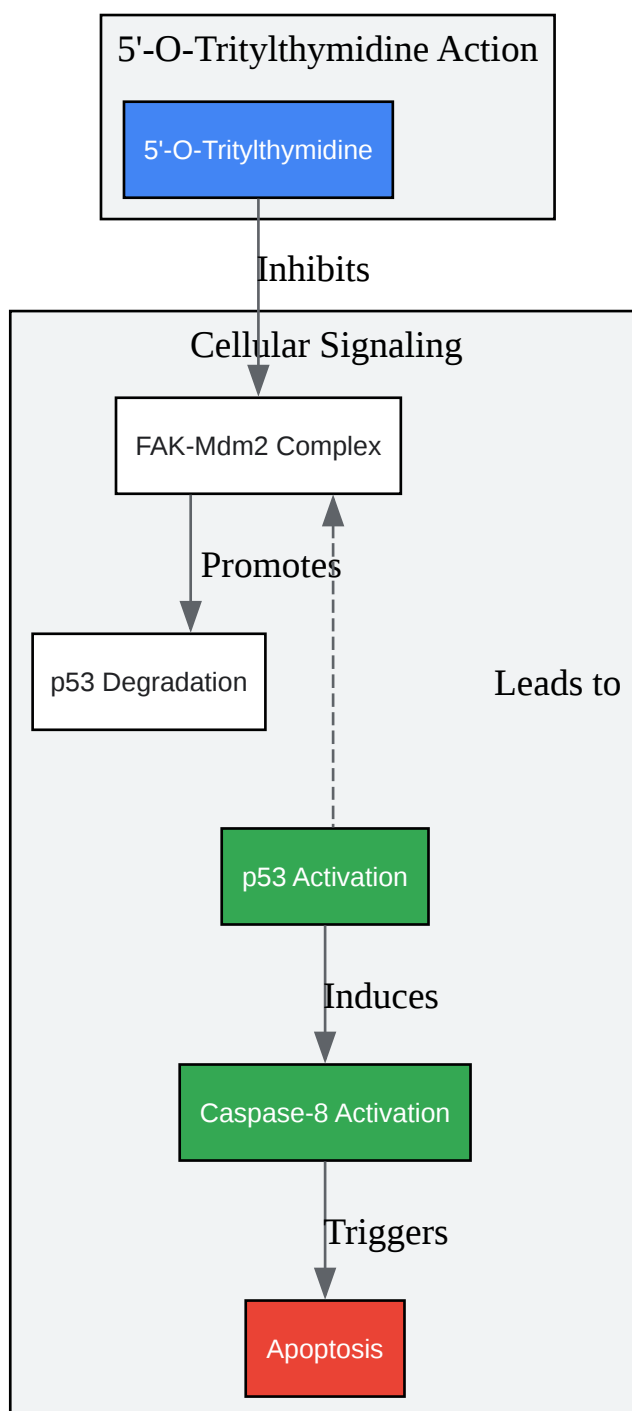 5'-O-Tritylthymidine Action
5'-O-Tritylthymidine
Inhibits
Cellular Signaling
FAK-Mdm2 Complex
Promotes
p53 Degradation
Leads to
p53 Activation
Induces
Caspase-8 Activation
Triggers
Apoptosis